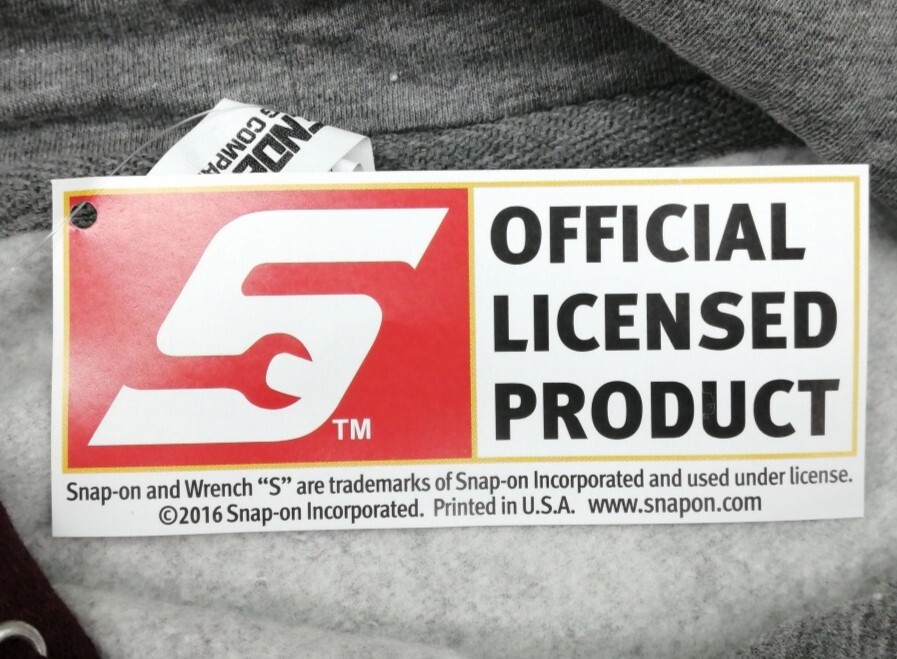 OFFICIAL
LICENSED
PRODUCT
TM
Snap-on and Wrench “S” are trademarks of Snap-on Incorporated and used under license.
©2016 Snap-on Incorporated. Printed in U.S.A. www.snapon.com